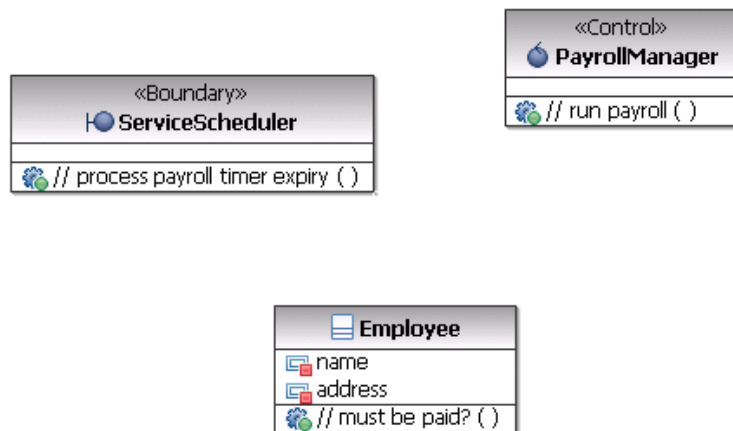 «Control»
PayrollManager
// run payroll ( )
«Boundary»
ServiceScheduler
// process payroll timer expiry ( )
Employee
name
address
// must be paid? ( )